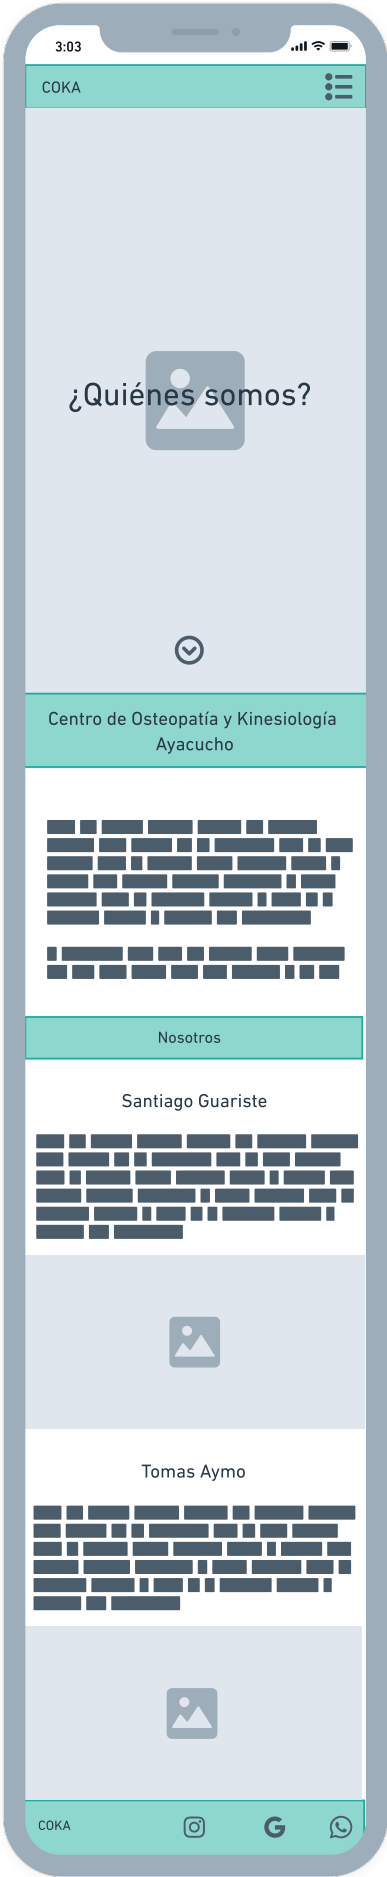 3:03
COKA
¿Quiénes somos?
Centro de Osteopatía y Kinesiología
Ayacucho
Nosotros
Santiago Guariste
Tomas Aymo
COKA